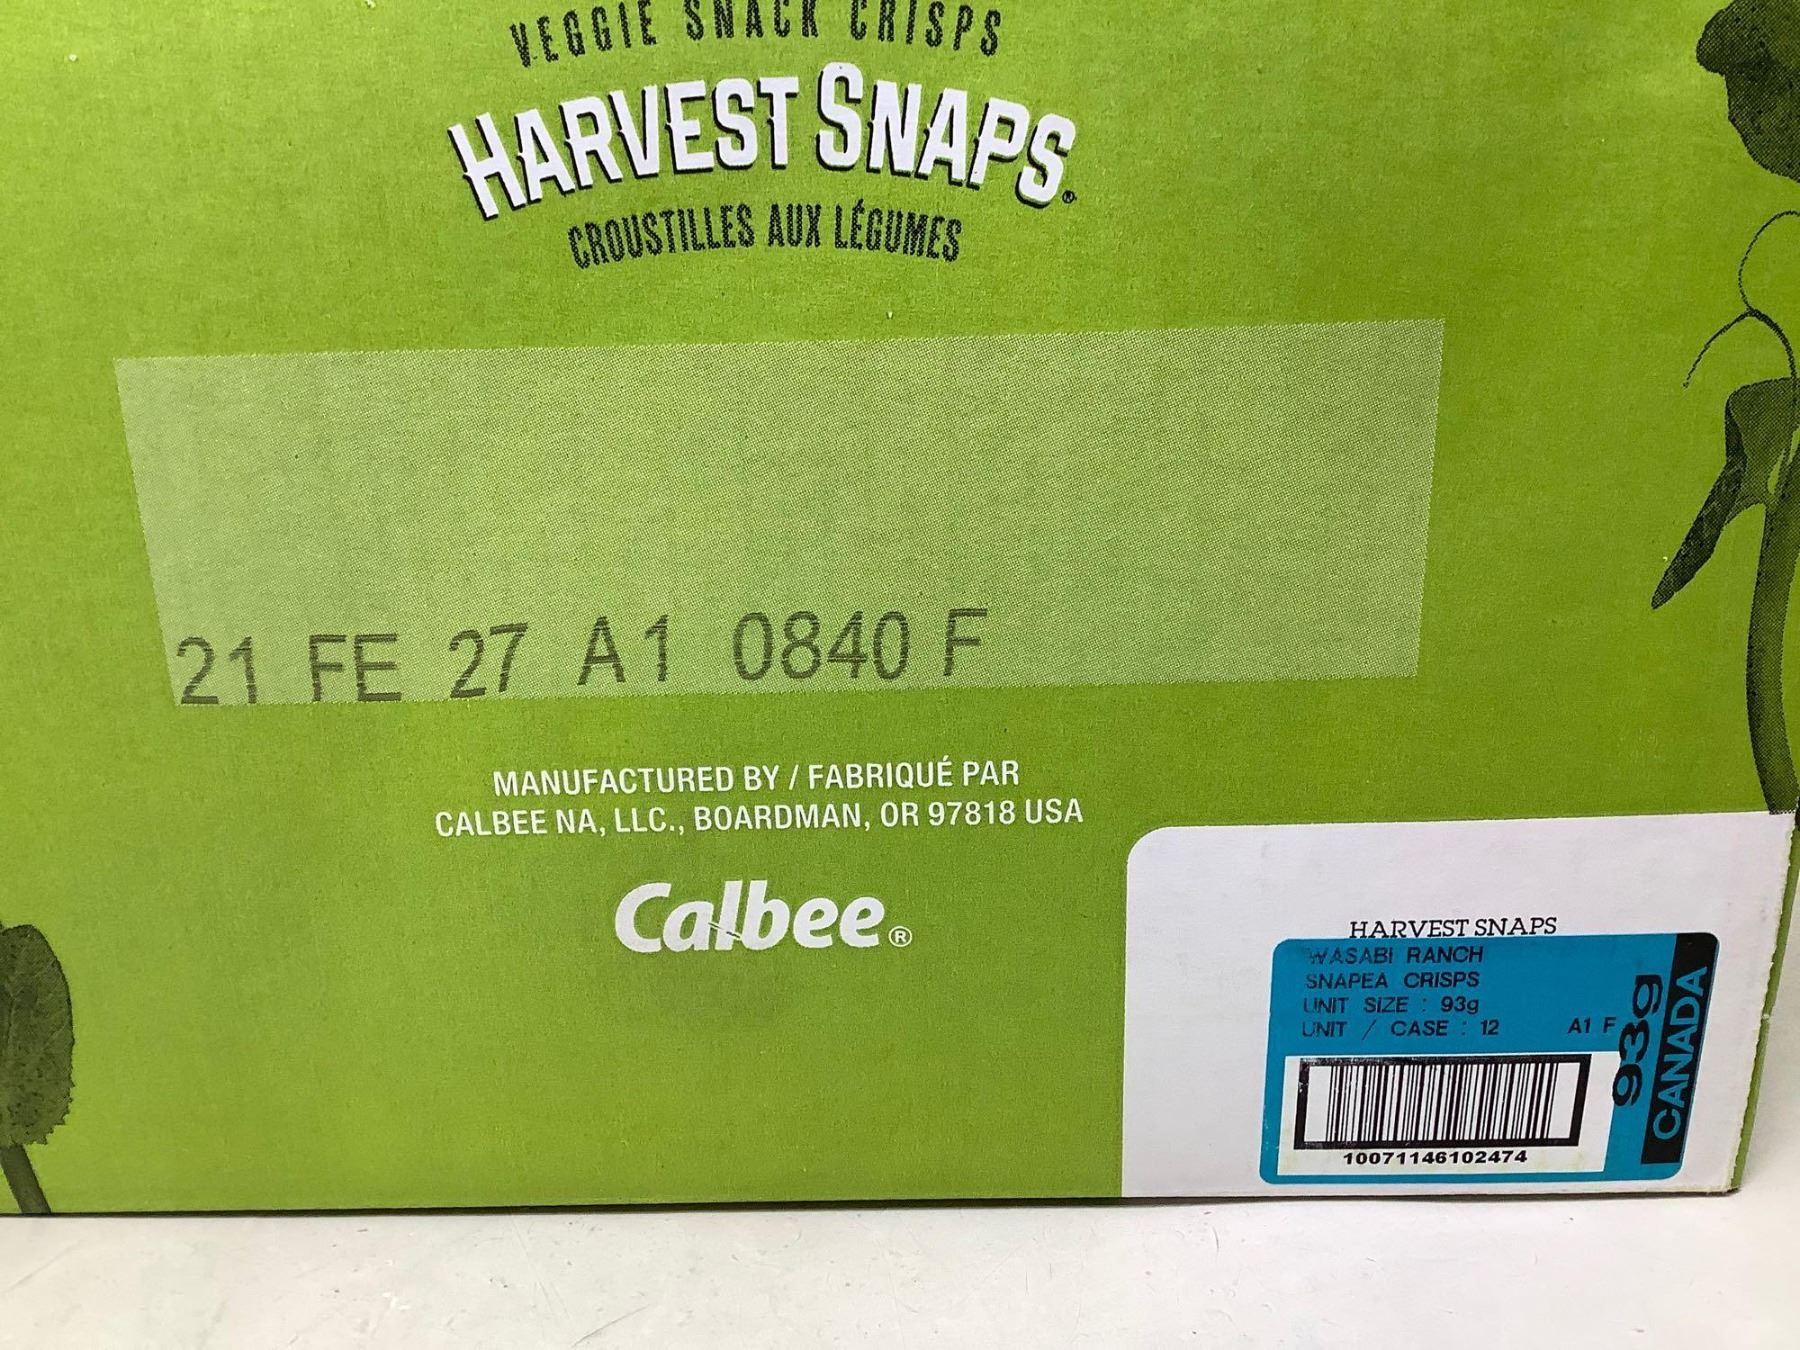 VEGGIE SNACK CRISPS
HARVEST SNAPS®
CROUSTILLES AUX LÉGUMES
21 FE 27 A1 0840 F
MANUFACTURED BY / FABRIQUÉ PAR
CALBEE NA, LLC., BOARDMAN, OR 97818 USA
Calbee®
HARVEST SNAPS
WASABI RANCH
SNAPEA CRISPS
UNIT SIZE : 93g
UNIT / CASE : 12 A1 F
10071146102474
93g
CANADA